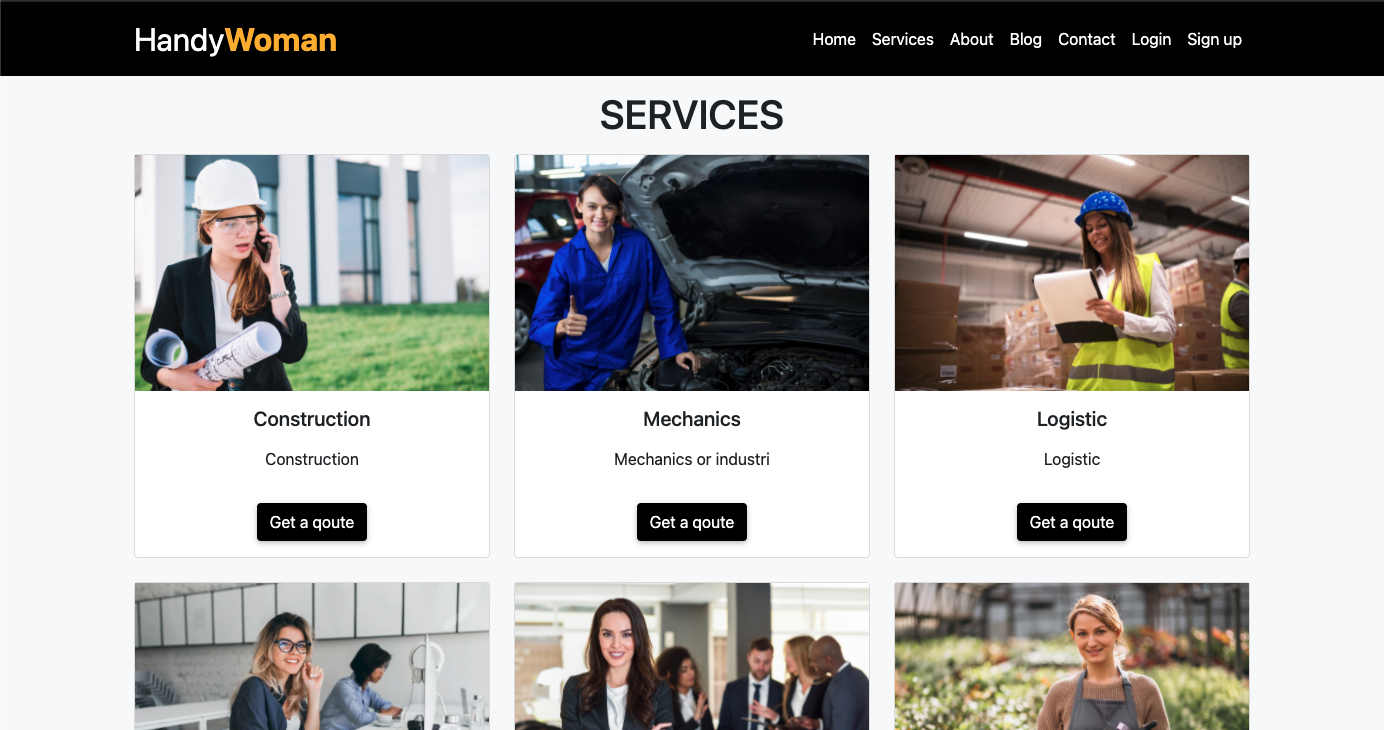 HandyWoman
Home Services About Blog Contact Login Sign up
SERVICES
Construction
Construction
Get a qoute
Mechanics
Mechanics or industri
Get a qoute
Logistic
Logistic
Get a qoute